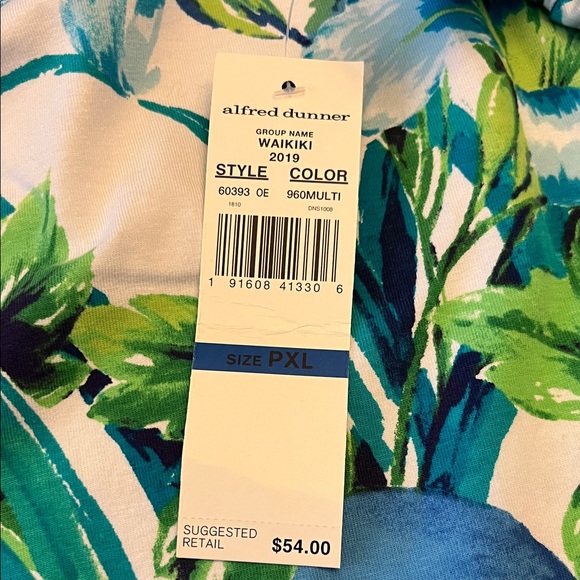 alfred dunner
GROUP NAME
WAIKIKI
2019
STYLE COLOR
60393 OE 960MULTI
1810 DNS1008
1 91608 41330 6
SIZE PXL
SUGGESTED
RETAIL $54.00